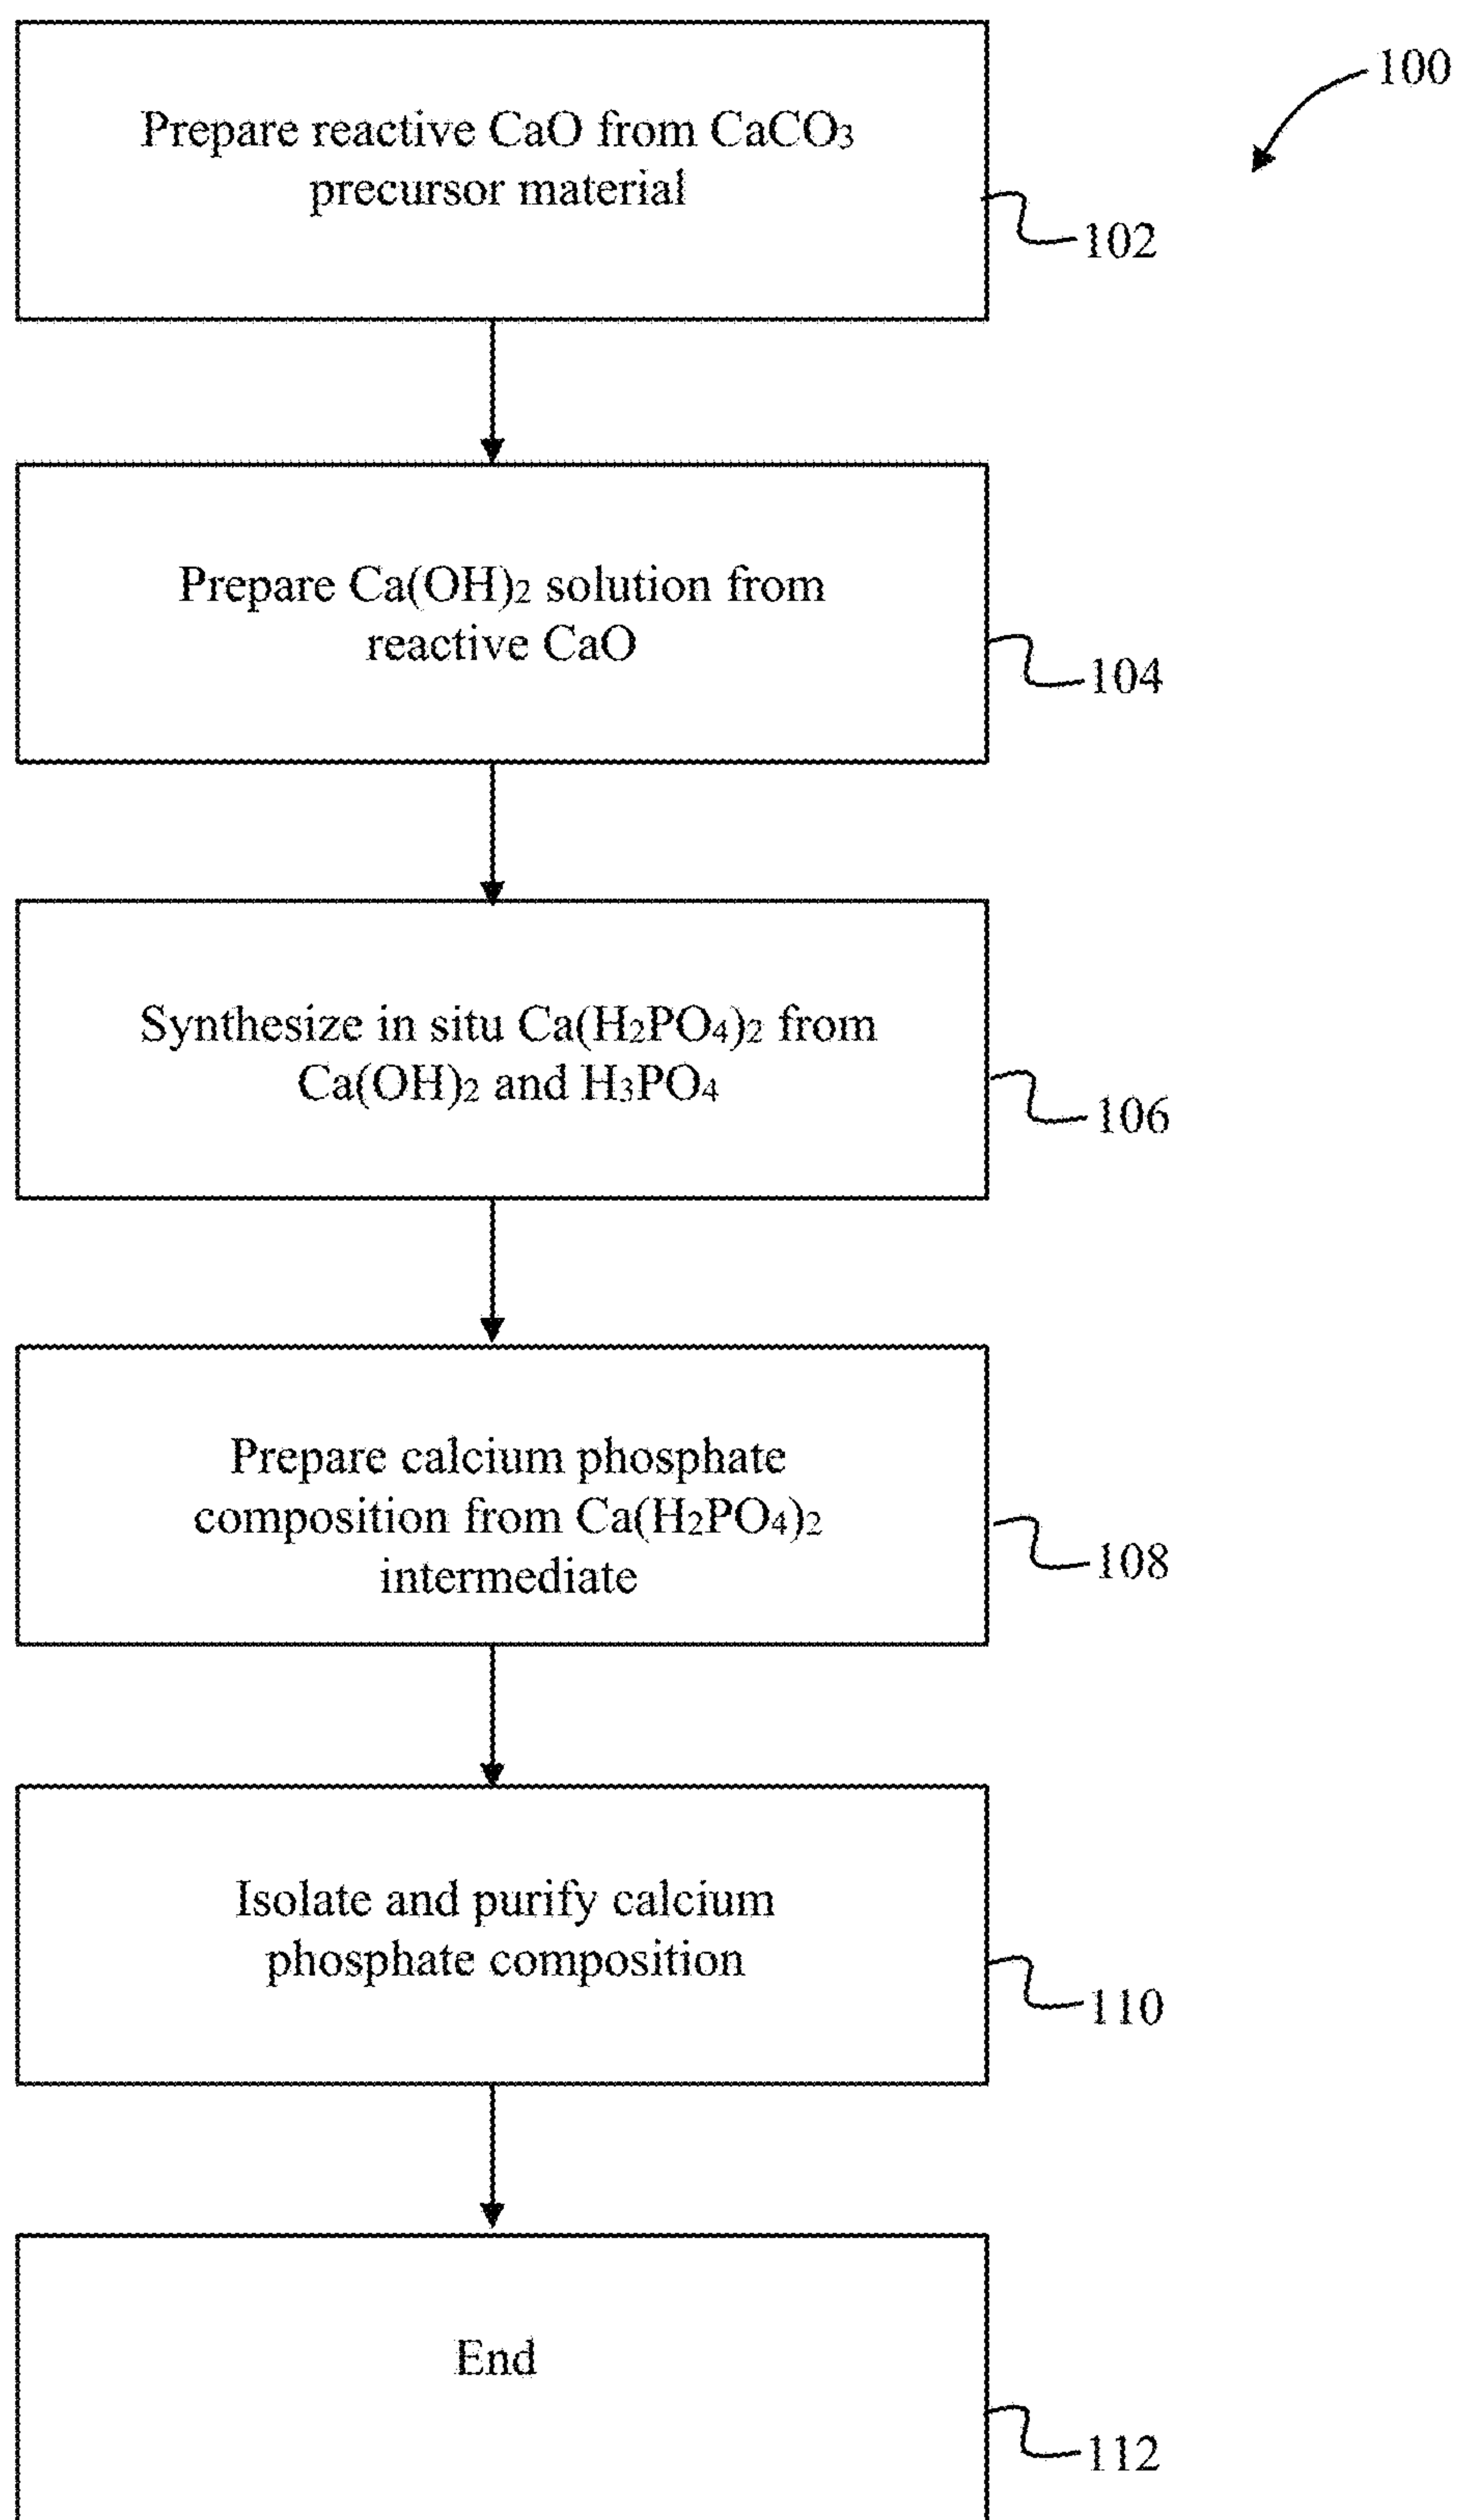 100
Prepare reactive CaO from CaCO₃
precursor material
102
Prepare Ca(OH)₂ solution from
reactive CaO
104
Synthesize in situ Ca(H₂PO₄)₂ from
Ca(OH)₂ and H₃PO₄
106
Prepare calcium phosphate
composition from Ca(H₂PO₄)₂
intermediate
108
Isolate and purify calcium
phosphate composition
110
End
112